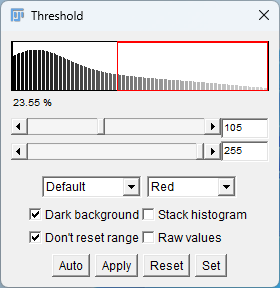 Threshold
23.55 %
105
255
Default Red
Dark background Stack histogram
Don't reset range Raw values
Auto Apply Reset Set